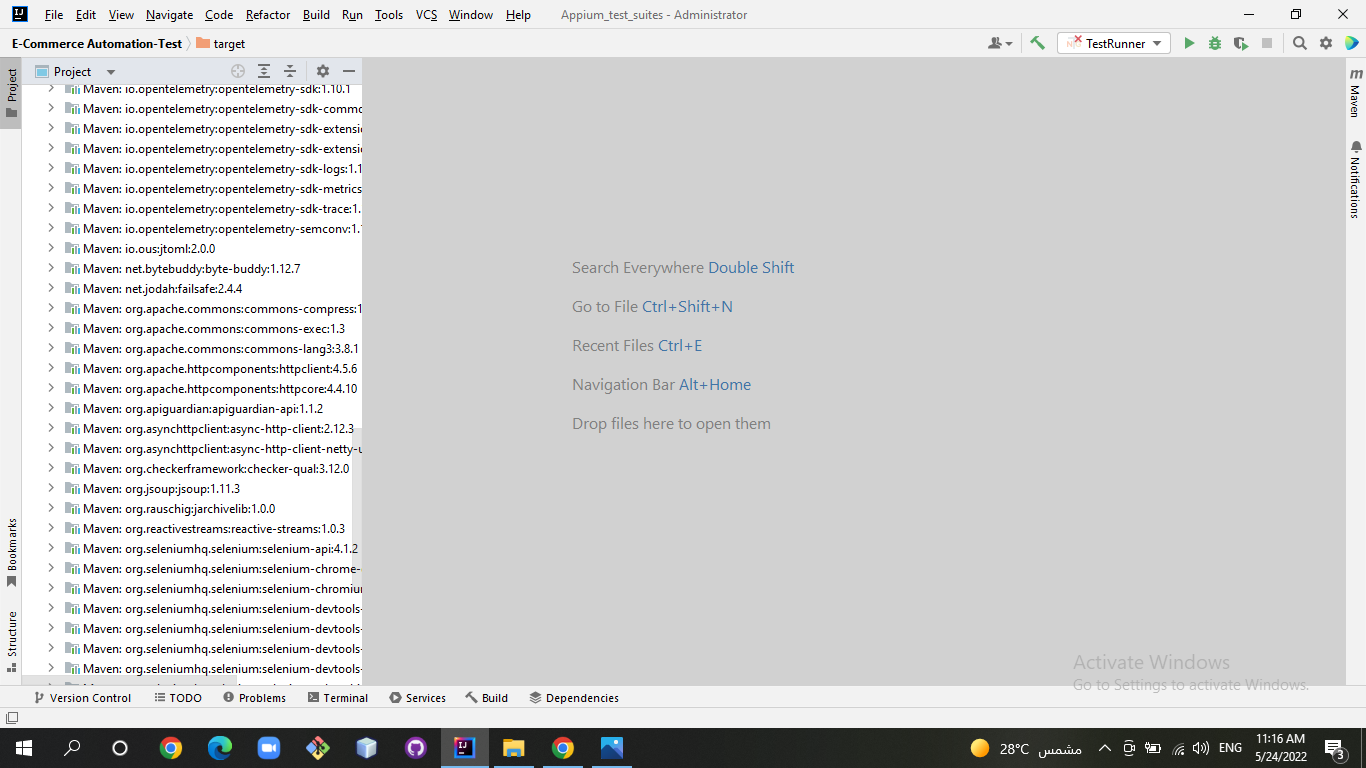 File Edit View Navigate Code Refactor Build Run Tools VCS Window Help Appium_test_suites - Administrator
E-Commerce Automation-Test target TestRunner
Project
Project
Maven: io.opentelemetry:opentelemetry-sdk:1.10.1
Maven: io.opentelemetry:opentelemetry-sdk-commo
Maven: io.opentelemetry:opentelemetry-sdk-extensi
Maven: io.opentelemetry:opentelemetry-sdk-extensi
Maven: io.opentelemetry:opentelemetry-sdk-logs:1.1
Maven: io.opentelemetry:opentelemetry-sdk-metrics
Maven: io.opentelemetry:opentelemetry-sdk-trace:1.
Maven: io.opentelemetry:opentelemetry-semconv:1.1
Maven: io.ous:jtoml:2.0.0
Maven: net.bytebuddy:byte-buddy:1.12.7
Maven: net.jodah:failsafe:2.4.4
Maven: org.apache.commons:commons-compress:1
Maven: org.apache.commons:commons-exec:1.3
Maven: org.apache.commons:commons-lang3:3.8.1
Maven: org.apache.httpcomponents:httpclient:4.5.6
Maven: org.apache.httpcomponents:httpcore:4.4.10
Maven: org.apiguardian:apiguardian-api:1.1.2
Maven: org.asynchttpclient:async-http-client:2.12.3
Maven: org.asynchttpclient:async-http-client-netty-u
Maven: org.checkerframework:checker-qual:3.12.0
Maven: org.jsoup:jsoup:1.11.3
Maven: org.rauschig:jarchivelib:1.0.0
Maven: org.reactivestreams:reactive-streams:1.0.3
Maven: org.seleniumhq.selenium:selenium-api:4.1.2
Maven: org.seleniumhq.selenium:selenium-chrome-
Maven: org.seleniumhq.selenium:selenium-chromiu
Maven: org.seleniumhq.selenium:selenium-devtools-
Maven: org.seleniumhq.selenium:selenium-devtools-
Maven: org.seleniumhq.selenium:selenium-devtools-
Maven: org.seleniumhq.selenium:selenium-devtools-
Bookmarks
Structure
Search Everywhere Double Shift
Go to File Ctrl+Shift+N
Recent Files Ctrl+E
Navigation Bar Alt+Home
Drop files here to open them
m Maven
Notifications
Activate Windows
Go to Settings to activate Windows.
Version Control TODO Problems Terminal Services Build Dependencies
28°C مشمس ENG
11:16 AM
5/24/2022
3